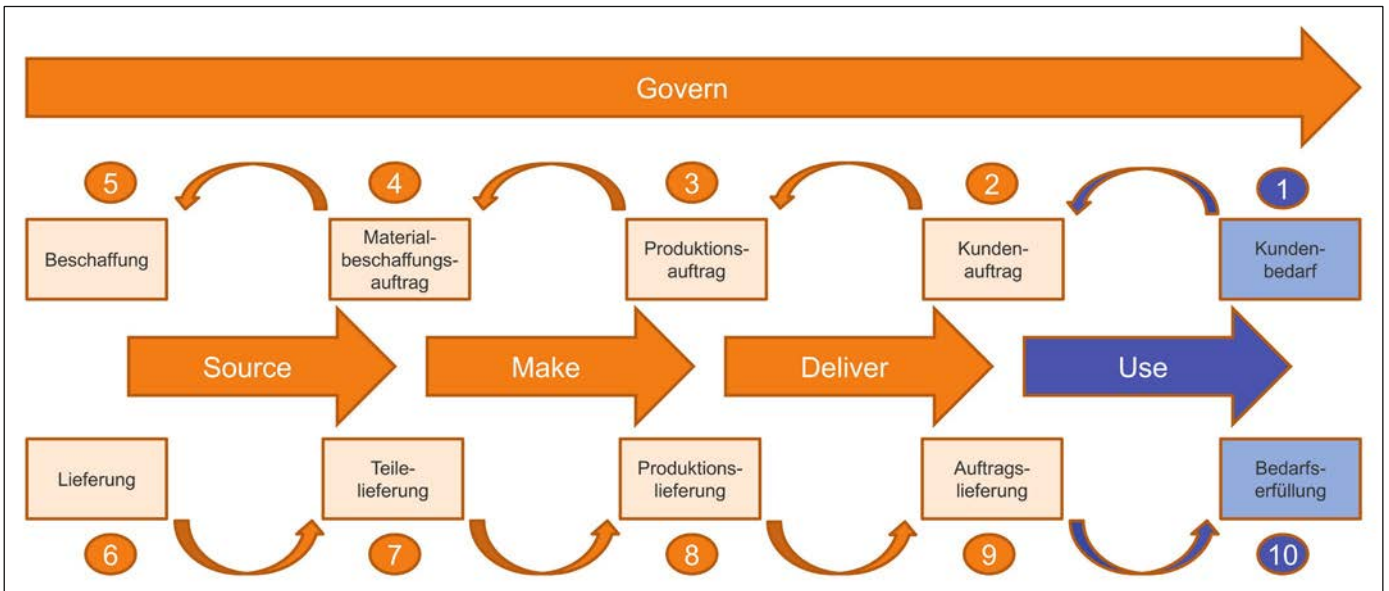 Govern
5
4
3
2
1
Beschaffung
Material-
beschaffungs-
auftrag
Produktions-
auftrag
Kunden-
auftrag
Kunden-
bedarf
Source
Make
Deliver
Use
Lieferung
Teile-
lieferung
Produktions-
lieferung
Auftrags-
lieferung
Bedarfs-
erfüllung
6
7
8
9
10